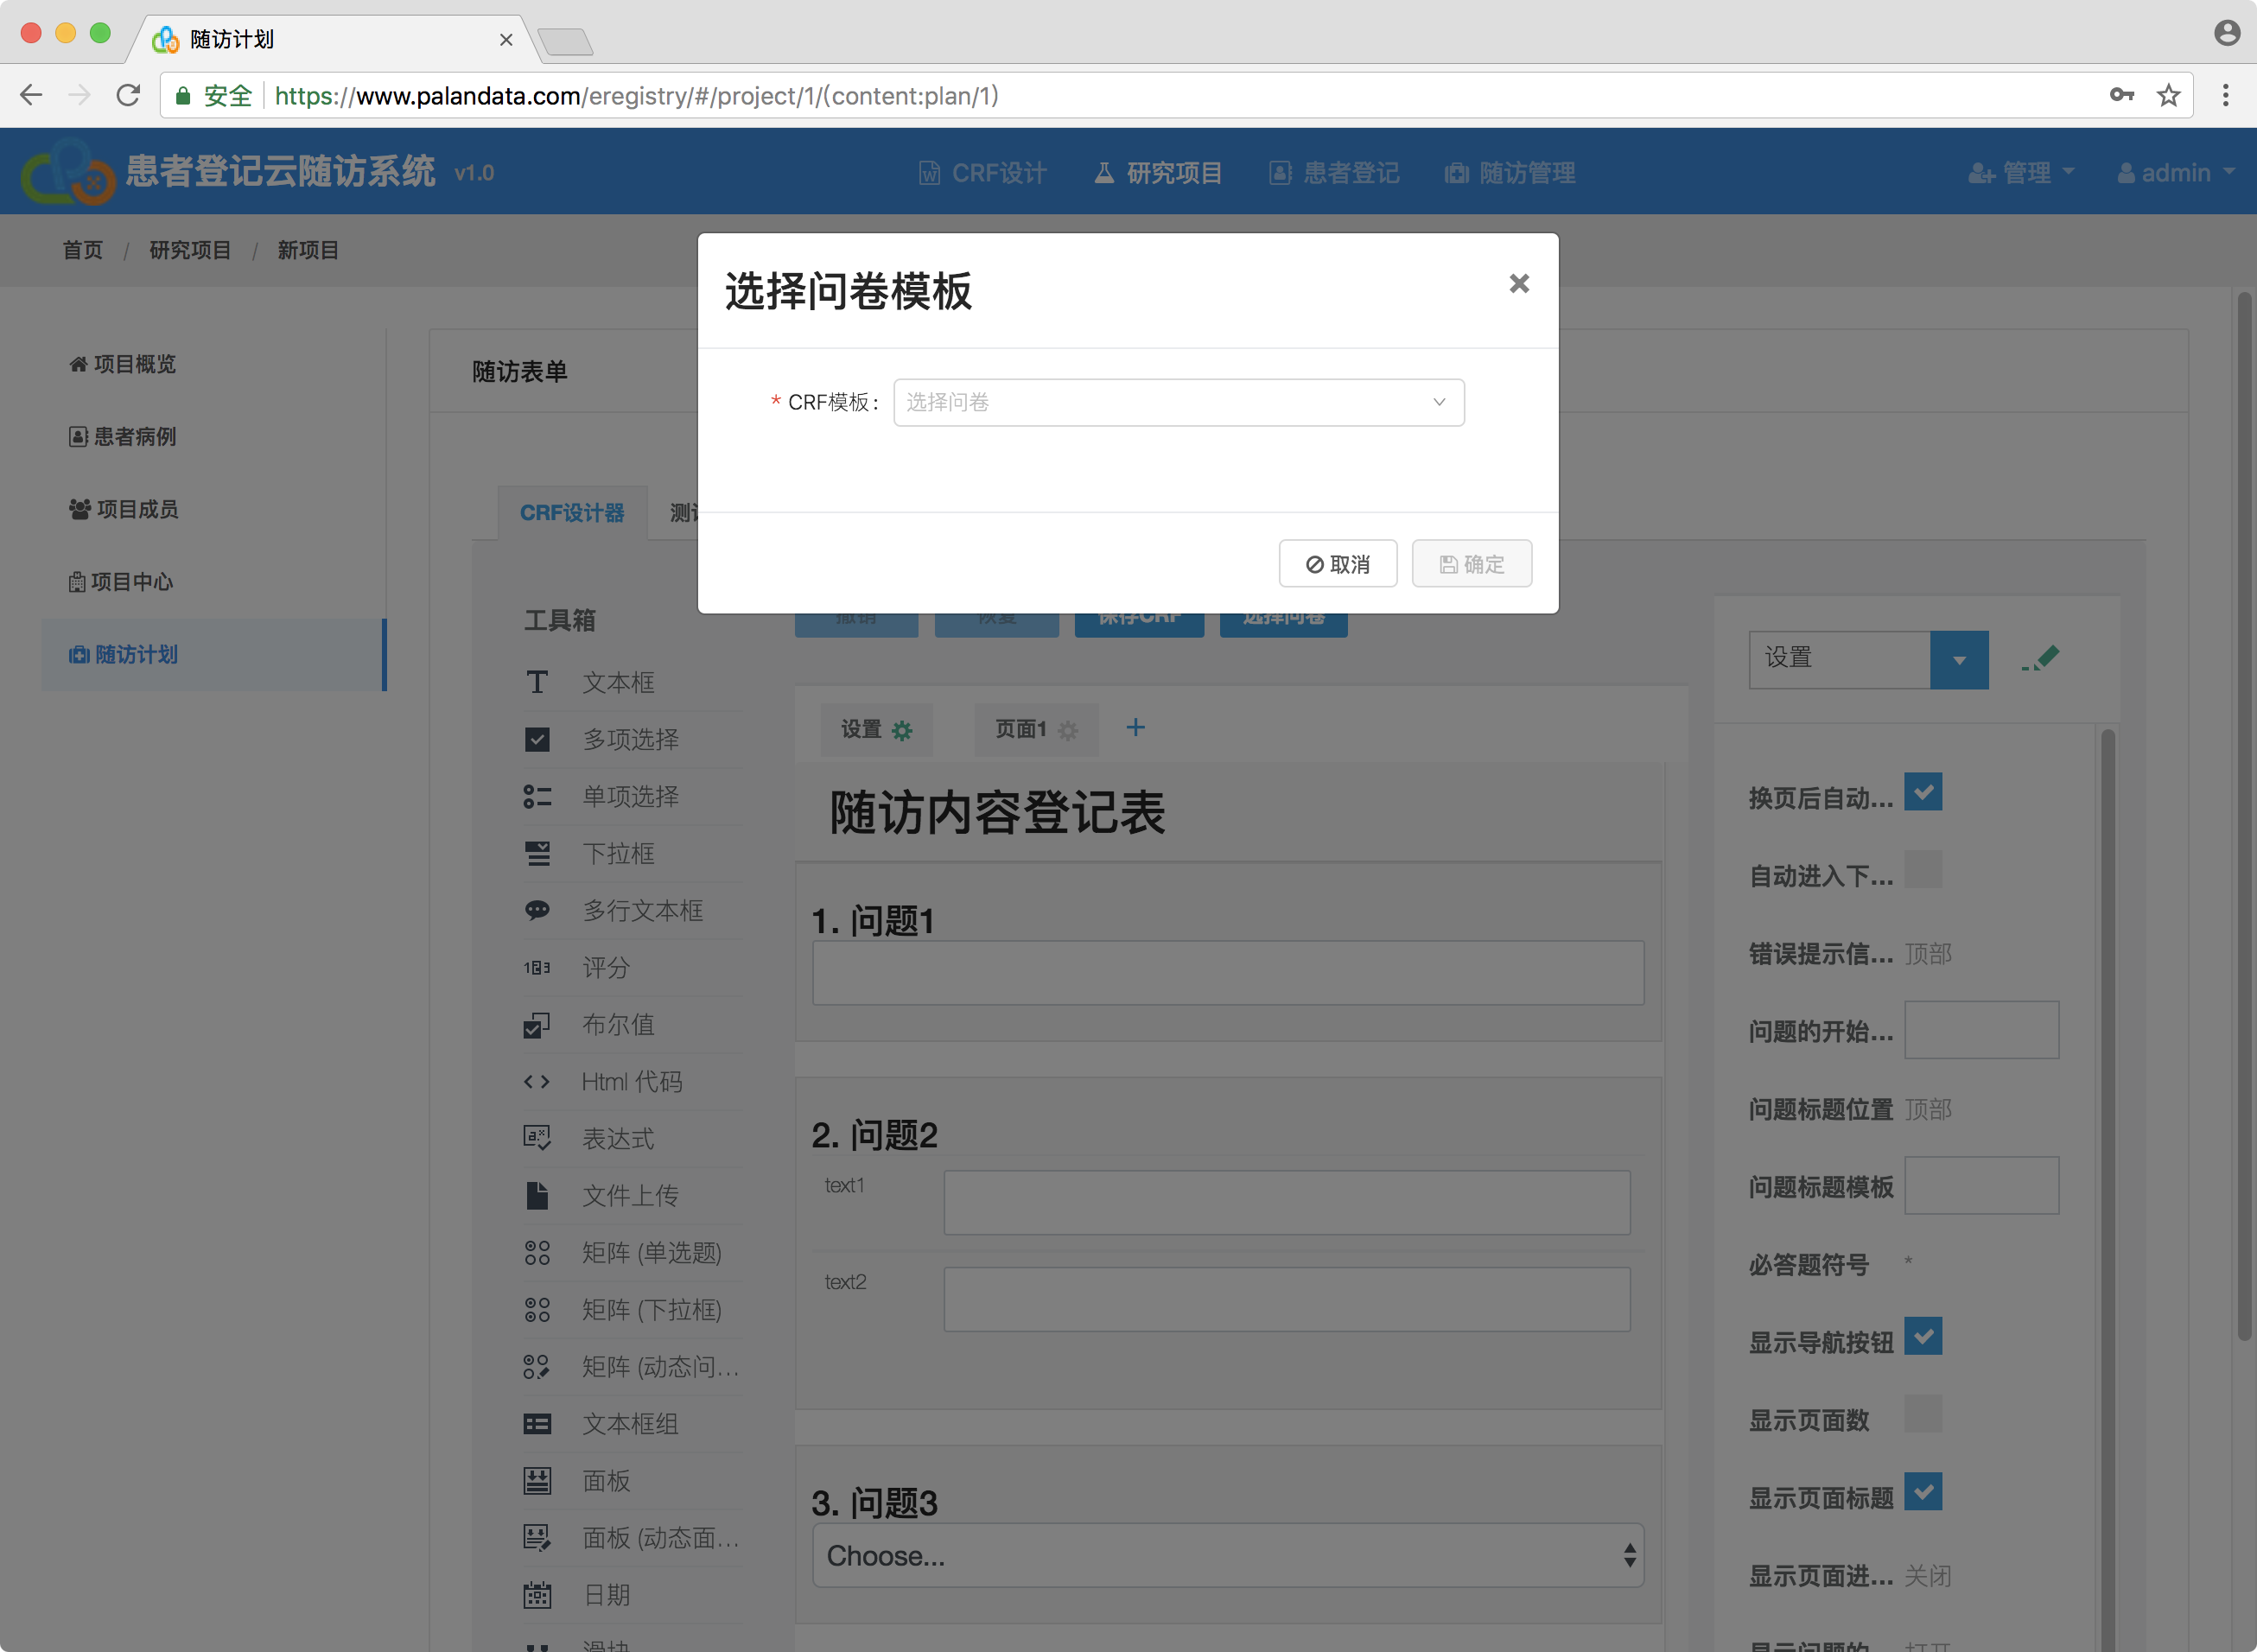 随访计划
安全 https://www.palandata.com/eregistry/#/project/1/(content:plan/1)
患者登记云随访系统 v1.0 CRF设计 研究项目 患者登记 随访管理 管理 admin
首页 / 研究项目 / 新项目
选择问卷模板
* CRF模板: 选择问卷
取消 确定
项目概览
患者病例
项目成员
项目中心
随访计划
随访表单
CRF设计器
工具箱
文本框
多项选择
单项选择
下拉框
多行文本框
评分
布尔值
Html 代码
表达式
文件上传
矩阵 (单选题)
矩阵 (下拉框)
矩阵 (动态问...
文本框组
面板
面板 (动态面...
日期
滑块
撤销 恢复 保存CRF 选择问卷
设置 页面1 +
随访内容登记表
1. 问题1
2. 问题2
text1
text2
3. 问题3
Choose...
设置
换页后自动...
自动进入下...
错误提示信... 顶部
问题的开始...
问题标题位置 顶部
问题标题模板
必答题符号 *
显示导航按钮
显示页面数
显示页面标题
显示页面进... 关闭
显示问题的 打开